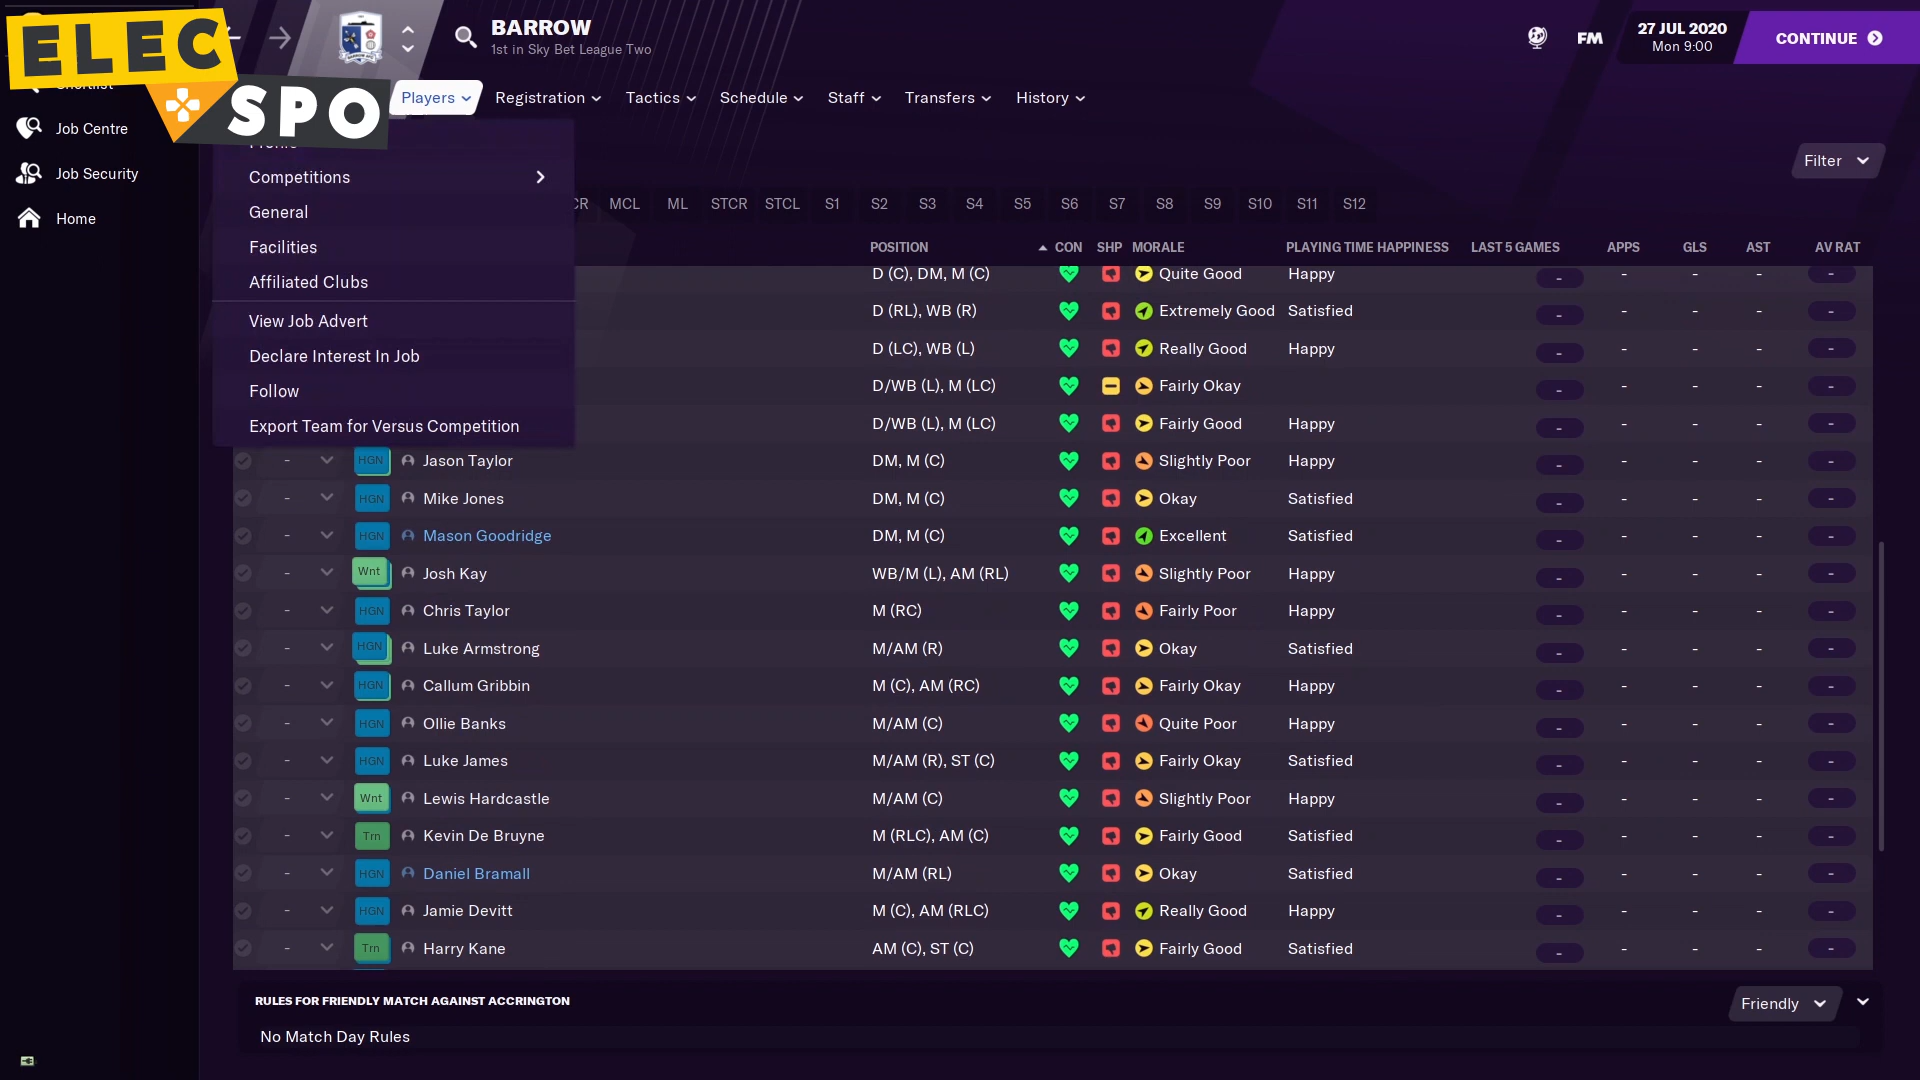 ELEC
SPO
BARROW
1st in Sky Bet League Two
FM
27 JUL 2020
Mon 9:00
CONTINUE
Players
Registration
Tactics
Schedule
Staff
Transfers
History
Shortlist
Job Centre
Job Security
Home
Profile
Competitions
General
Facilities
Affiliated Clubs
View Job Advert
Declare Interest In Job
Follow
Export Team for Versus Competition
Filter
CR MCL ML STCR STCL S1 S2 S3 S4 S5 S6 S7 S8 S9 S10 S11 S12
POSITION CON SHP MORALE PLAYING TIME HAPPINESS LAST 5 GAMES APPS GLS AST AV RAT
D (C), DM, M (C) Quite Good Happy - - - - -
D (RL), WB (R) Extremely Good Satisfied - - - - -
D (LC), WB (L) Really Good Happy - - - - -
D/WB (L), M (LC) Fairly Okay - - - - -
D/WB (L), M (LC) Fairly Good Happy - - - - -
- HGN Jason Taylor DM, M (C) Slightly Poor Happy - - - - -
- HGN Mike Jones DM, M (C) Okay Satisfied - - - - -
- HGN Mason Goodridge DM, M (C) Excellent Satisfied - - - - -
- Wnt Josh Kay WB/M (L), AM (RL) Slightly Poor Happy - - - - -
- HGN Chris Taylor M (RC) Fairly Poor Happy - - - - -
- HGN Luke Armstrong M/AM (R) Okay Satisfied - - - - -
- HGN Callum Gribbin M (C), AM (RC) Fairly Okay Happy - - - - -
- HGN Ollie Banks M/AM (C) Quite Poor Happy - - - - -
- HGN Luke James M/AM (R), ST (C) Fairly Okay Satisfied - - - - -
- Wnt Lewis Hardcastle M/AM (C) Slightly Poor Happy - - - - -
- Trn Kevin De Bruyne M (RLC), AM (C) Fairly Good Satisfied - - - - -
- HGN Daniel Bramall M/AM (RL) Okay Satisfied - - - - -
- HGN Jamie Devitt M (C), AM (RLC) Really Good Happy - - - - -
- Trn Harry Kane AM (C), ST (C) Fairly Good Satisfied - - - - -
RULES FOR FRIENDLY MATCH AGAINST ACCRINGTON
Friendly
No Match Day Rules